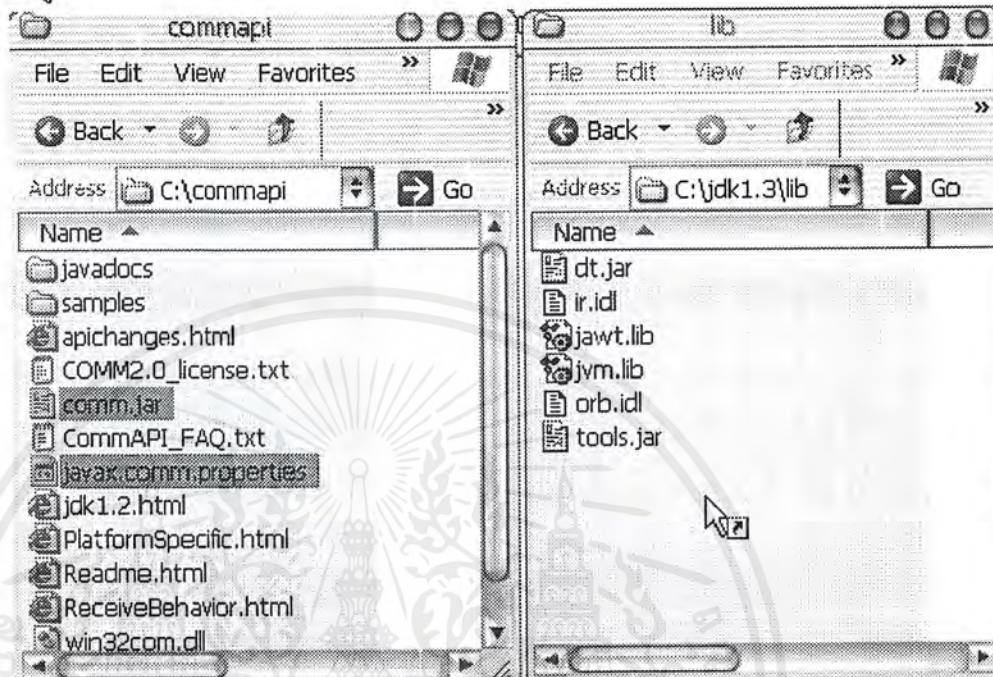 commapi
File Edit View Favorites »
Back »
Address C:\commapi Go
Name
javadocs
samples
apichanges.html
COMM2.0_license.txt
comm.jar
CommAPI_FAQ.txt
javax.comm.properties
jdk1.2.html
PlatformSpecific.html
Readme.html
ReceiveBehavior.html
win32com.dll
lib
File Edit View Favorites »
Back »
Address C:\jdk1.3\lib Go
Name
dt.jar
ir.idl
jawt.lib
jvm.lib
orb.idl
tools.jar